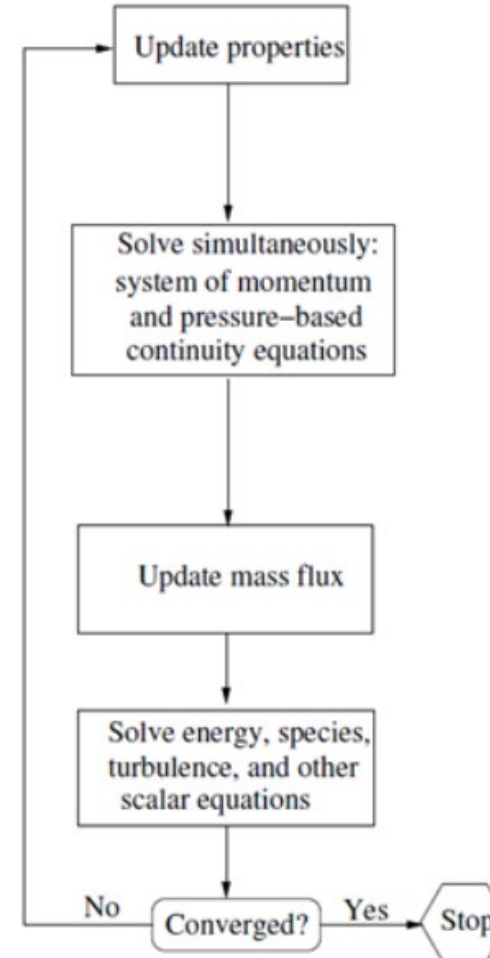 Update properties
Solve simultaneously:
system of momentum
and pressure−based
continuity equations
Update mass flux
Solve energy, species,
turbulence, and other
scalar equations
No
Converged?
Yes
Stop